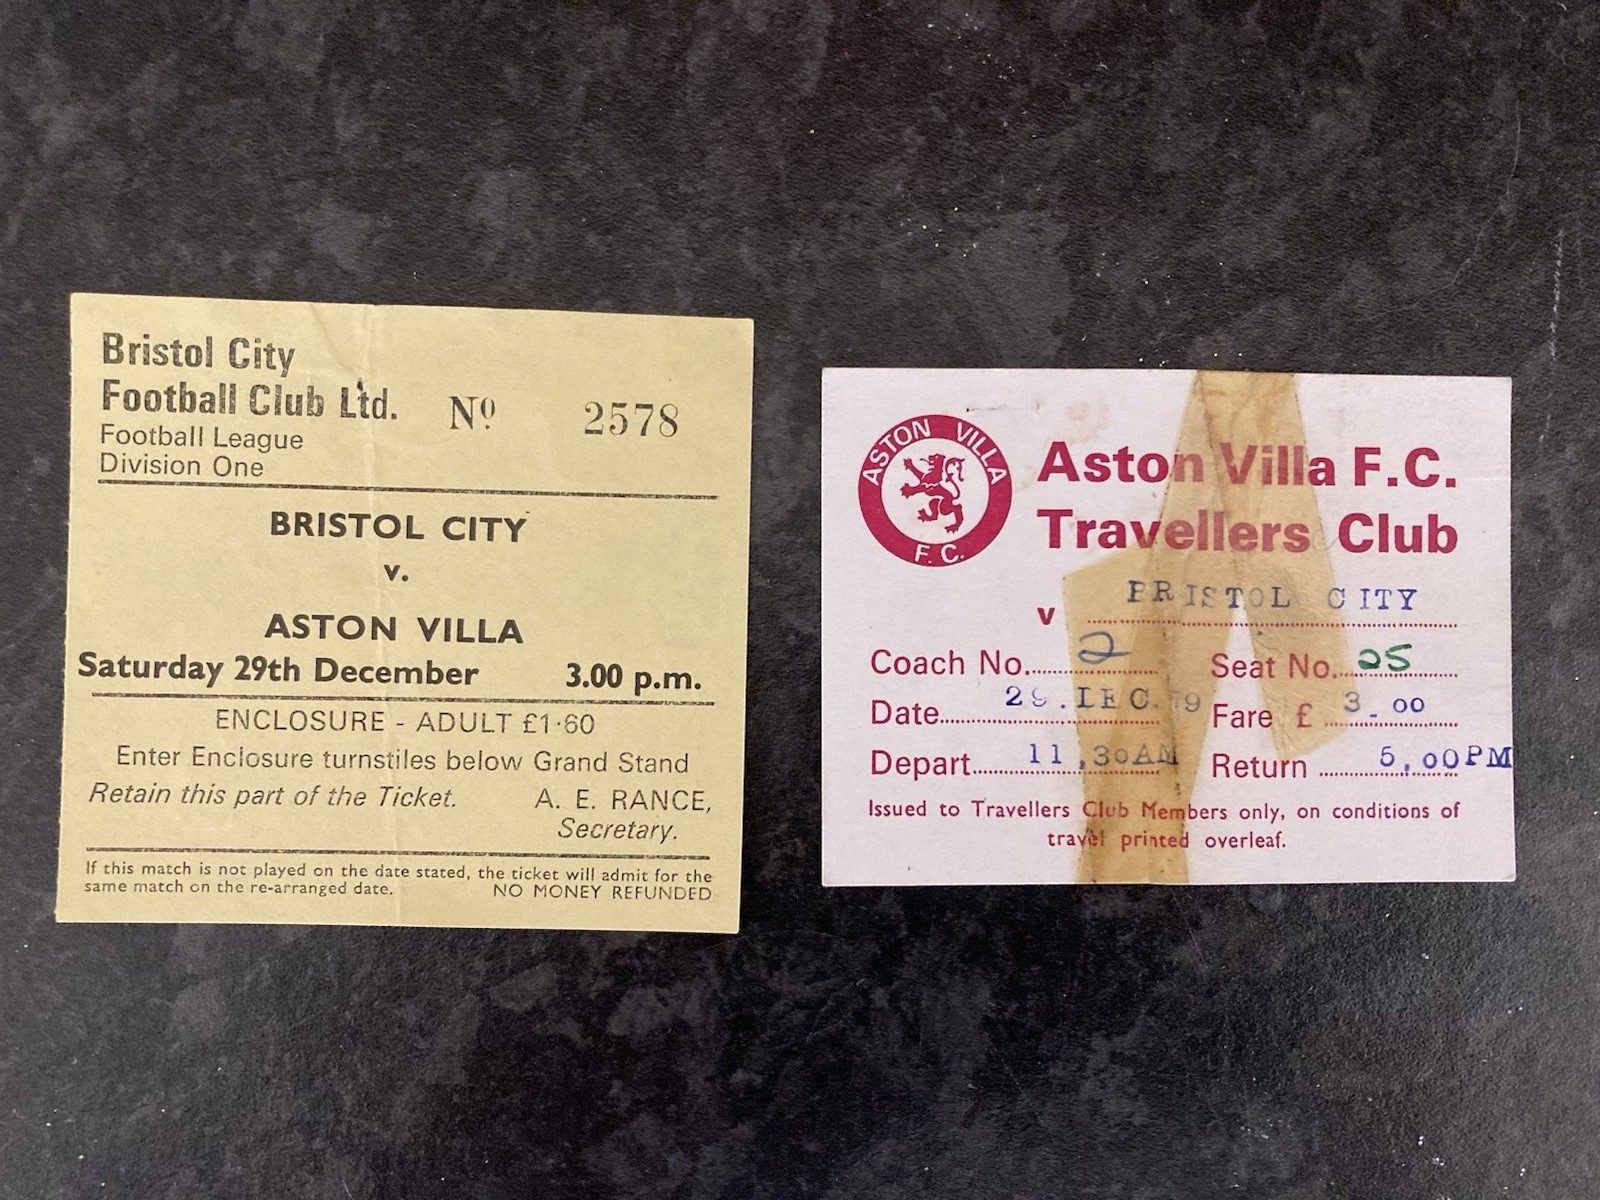 Bristol City
Football Club Ltd. Nº 2578
Football League
Division One
BRISTOL CITY
v.
ASTON VILLA
Saturday 29th December 3.00 p.m.
ENCLOSURE - ADULT £1·60
Enter Enclosure turnstiles below Grand Stand
Retain this part of the Ticket. A. E. RANCE,
Secretary.
If this match is not played on the date stated, the ticket will admit for the
same match on the re-arranged date. NO MONEY REFUNDED
ASTON VILLA
F.C.
Aston Villa F.C.
Travellers Club
v BRISTOL CITY
Coach No. 2 Seat No. 25
Date 29.DEC. 79 Fare £ 3.00
Depart 11,30AM Return 5,00PM
Issued to Travellers Club Members only, on conditions of
travel printed overleaf.